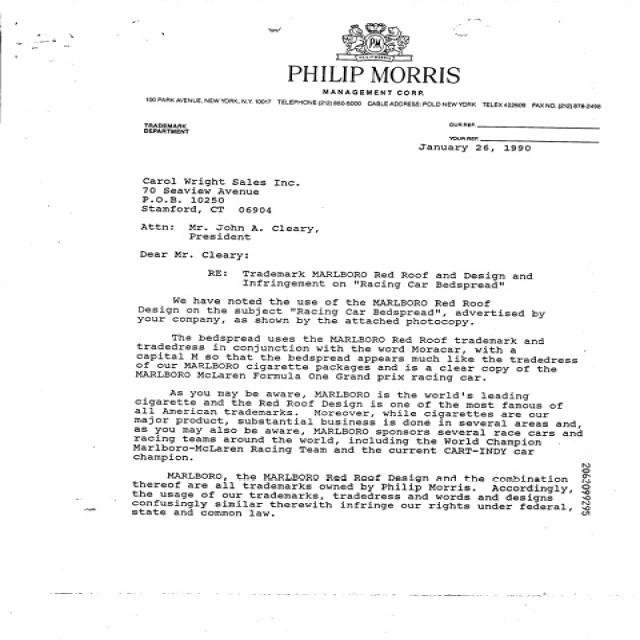 PM
PHILIP MORRIS
MANAGEMENT CORP.
100 PARK AVENUE, NEW YORK, N.Y. 10017 TELEPHONE (212) 880-5000 CABLE ADDRESS: POLD NEW YORK TELEX 422609 FAX NO. (212) 878-2498
TRADEMARK
DEPARTMENT
OUR REF.
YOUR REF.
January 26, 1990
Carol Wright Sales Inc.
70 Seaview Avenue
P.O.B. 10250
Stamford, CT 06904
Attn: Mr. John A. Cleary,
President
Dear Mr. Cleary:
RE: Trademark MARLBORO Red Roof and Design and
Infringement on "Racing Car Bedspread"
We have noted the use of the MARLBORO Red Roof
Design on the subject "Racing Car Bedspread", advertised by
your company, as shown by the attached photocopy.
The bedspread uses the MARLBORO Red Roof trademark and
tradedress in conjunction with the word Moracar, with a
capital M so that the bedspread appears much like the tradedress
of our MARLBORO cigarette packages and is a clear copy of the
MARLBORO McLaren Formula One Grand prix racing car.
As you may be aware, MARLBORO is the world's leading
cigarette and the Red Roof Design is one of the most famous of
all American trademarks. Moreover, while cigarettes are our
major product, substantial business is done in several areas and,
as you may also be aware, MARLBORO sponsors several race cars and
racing teams around the world, including the World Champion
Marlboro-McLaren Racing Team and the current CART-INDY car
champion.
MARLBORO, the MARLBORO Red Roof Design and the combination
thereof are all trademarks owned by Philip Morris. Accordingly,
the usage of our trademarks, tradedress and words and designs
confusingly similar therewith infringe our rights under federal,
state and common law.
2062099295